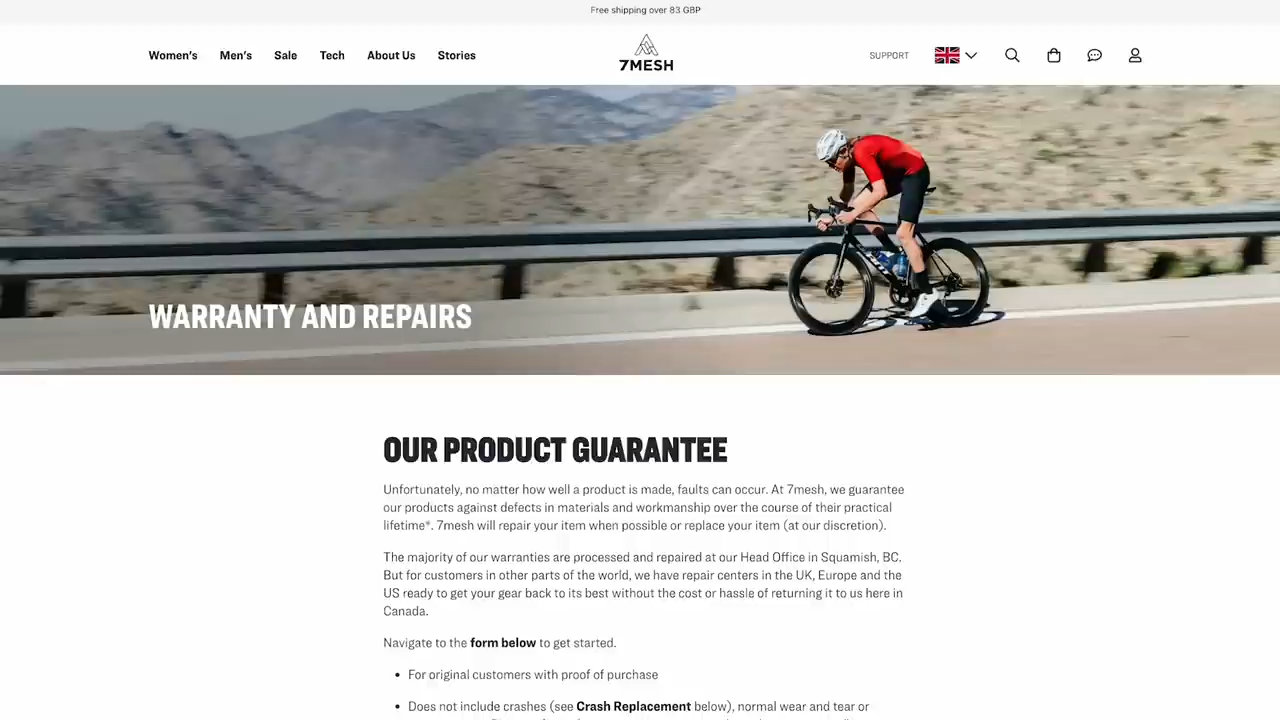 Free shipping over 83 GBP
Women's Men's Sale Tech About Us Stories
7MESH
SUPPORT
WARRANTY AND REPAIRS
OUR PRODUCT GUARANTEE
Unfortunately, no matter how well a product is made, faults can occur. At 7mesh, we guarantee
our products against defects in materials and workmanship over the course of their practical
lifetime*. 7mesh will repair your item when possible or replace your item (at our discretion).
The majority of our warranties are processed and repaired at our Head Office in Squamish, BC.
But for customers in other parts of the world, we have repair centers in the UK, Europe and the
US ready to get your gear back to its best without the cost or hassle of returning it to us here in
Canada.
Navigate to the form below to get started.
• For original customers with proof of purchase
• Does not include crashes (see Crash Replacement below), normal wear and tear or